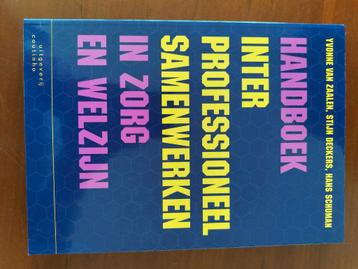 YVONNE VAN ZAALEN, STIJN DECKERS, HANS SCHUMAN
HANDBOEK
INTER
PROFESSIONEEL
SAMENWERKEN
IN ZORG
EN WELZIJN
uitgeverij
coutinho